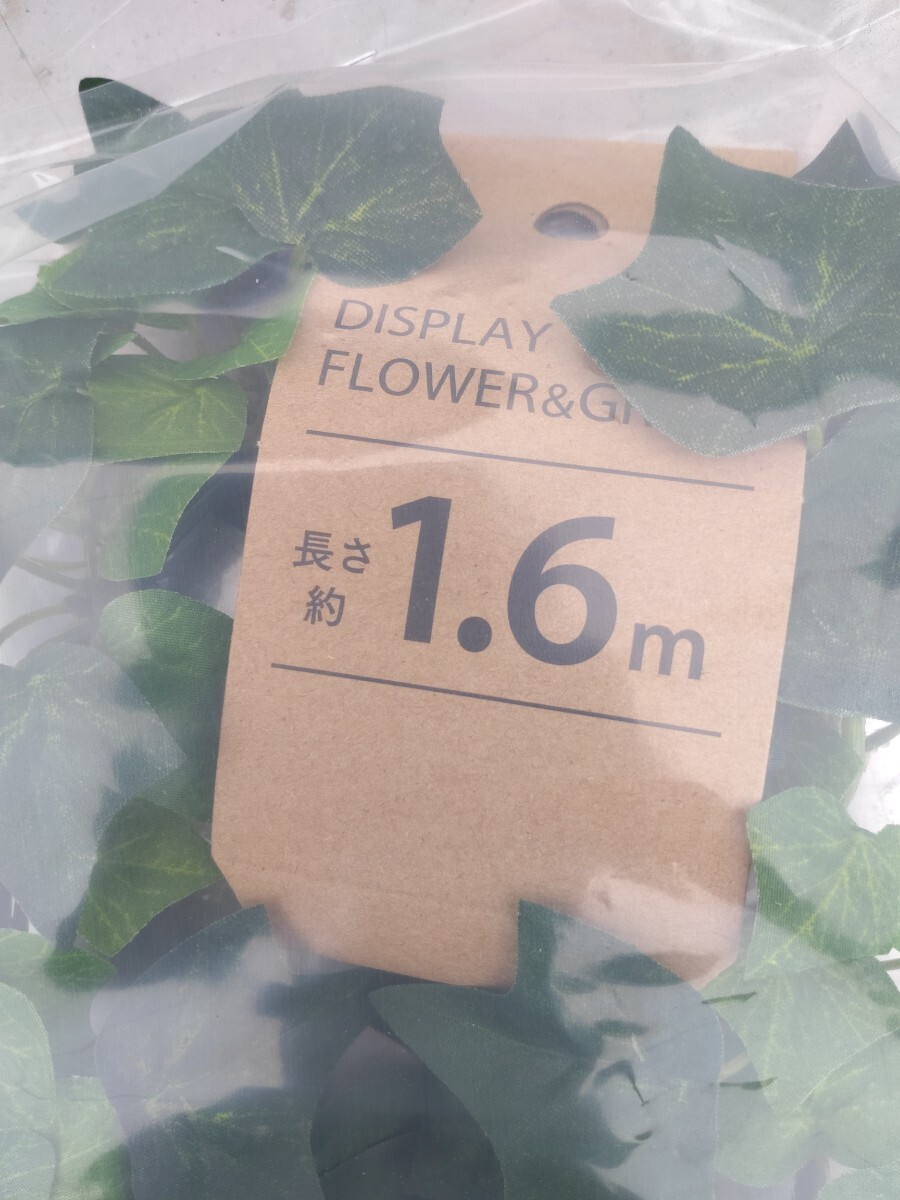 DISPLAY
FLOWER&G
長さ
約
1.6m